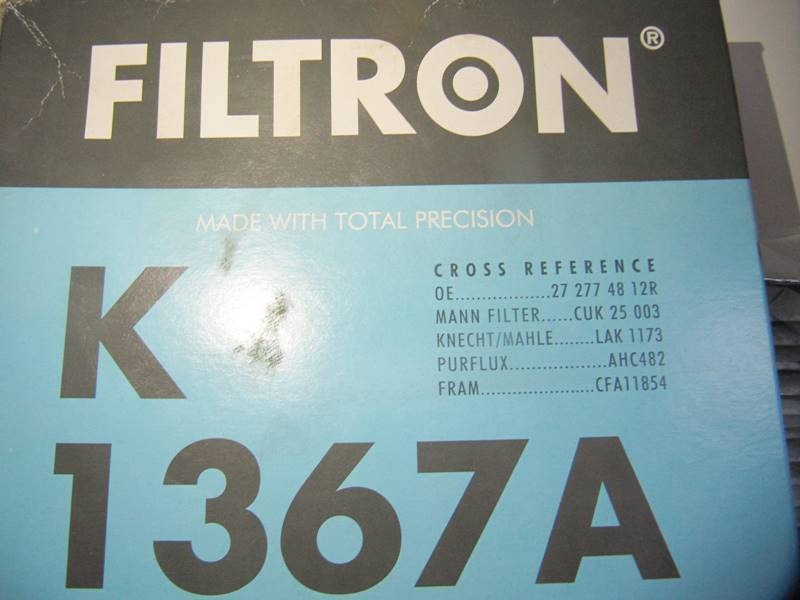 FILTRON®
MADE WITH TOTAL PRECISION
K
1367A
CROSS REFERENCE
OE..................27 277 48 12R
MANN FILTER......CUK 25 003
KNECHT/MAHLE........LAK 1173
PURFLUX...................AHC482
FRAM......................CFA11854